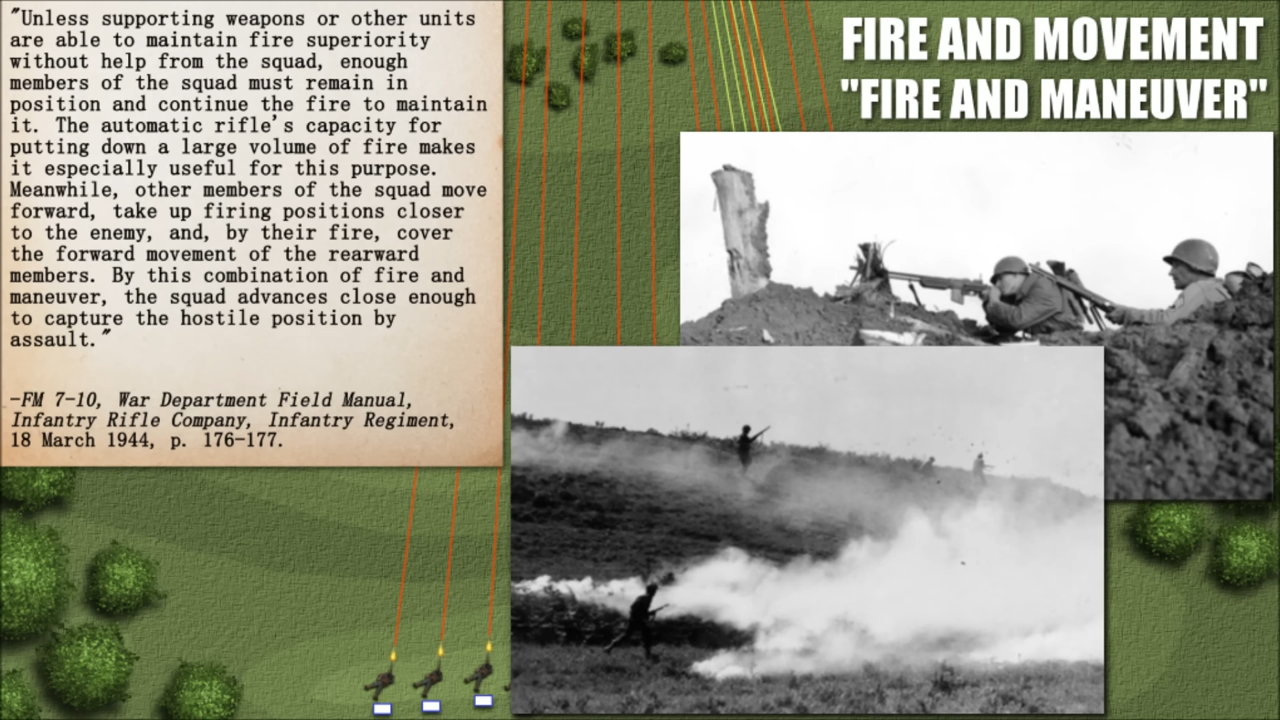 "Unless supporting weapons or other units
are able to maintain fire superiority
without help from the squad, enough
members of the squad must remain in
position and continue the fire to maintain
it. The automatic rifle's capacity for
putting down a large volume of fire makes
it especially useful for this purpose.
Meanwhile, other members of the squad move
forward, take up firing positions closer
to the enemy, and, by their fire, cover
the forward movement of the rearward
members. By this combination of fire and
maneuver, the squad advances close enough
to capture the hostile position by
assault."
-FM 7-10, War Department Field Manual,
Infantry Rifle Company, Infantry Regiment,
18 March 1944, p. 176-177.
FIRE AND MOVEMENT
"FIRE AND MANEUVER"